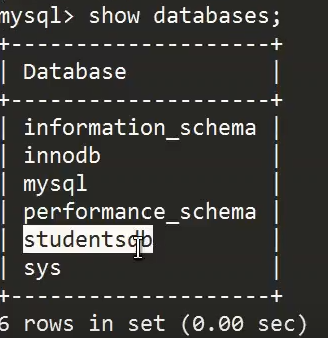 mysql> show databases;
+--------------------+
| Database           |
+--------------------+
| information_schema |
| innodb             |
| mysql              |
| performance_schema |
| studentsdb         |
| sys                |
+--------------------+
6 rows in set (0.00 sec)